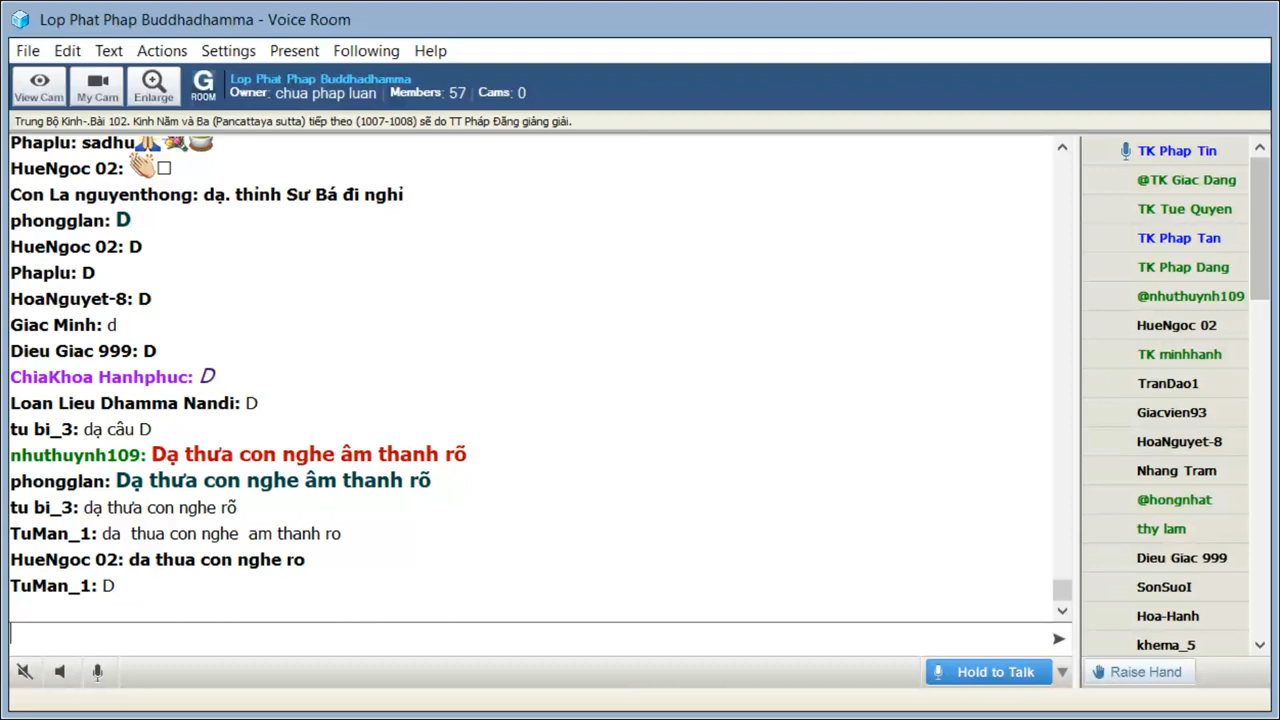 Lop Phat Phap Buddhadhamma - Voice Room
File Edit Text Actions Settings Present Following Help
View Cam My Cam Enlarge G ROOM
Lop Phat Phap Buddhadhamma
Owner: chua phap luan | Members: 57 | Cams: 0
Trung Bộ Kinh-.Bài 102. Kinh Năm và Ba (Pancattaya sutta) tiếp theo (1007-1008) sẽ do TT Pháp Đăng giảng giải.
Phaplu: sadhu🙏💐🍚
HueNgoc 02: 👏□
Con La nguyenthong: dạ. thỉnh Sư Bá đi nghỉ
phongglan: D
HueNgoc 02: D
Phaplu: D
HoaNguyet-8: D
Giac Minh: d
Dieu Giac 999: D
ChiaKhoa Hanhphuc: D
Loan Lieu Dhamma Nandi: D
tu bi_3: dạ câu D
nhuthuynh109: Dạ thưa con nghe âm thanh rõ
phongglan: Dạ thưa con nghe âm thanh rõ
tu bi_3: dạ thưa con nghe rõ
TuMan_1: da thua con nghe am thanh ro
HueNgoc 02: da thua con nghe ro
TuMan_1: D
Hold to Talk
TK Phap Tin
@TK Giac Dang
TK Tue Quyen
TK Phap Tan
TK Phap Dang
@nhuthuynh109
HueNgoc 02
TK minhhanh
TranDao1
Giacvien93
HoaNguyet-8
Nhang Tram
@hongnhat
thy lam
Dieu Giac 999
SonSuoI
Hoa-Hanh
khema_5
Raise Hand